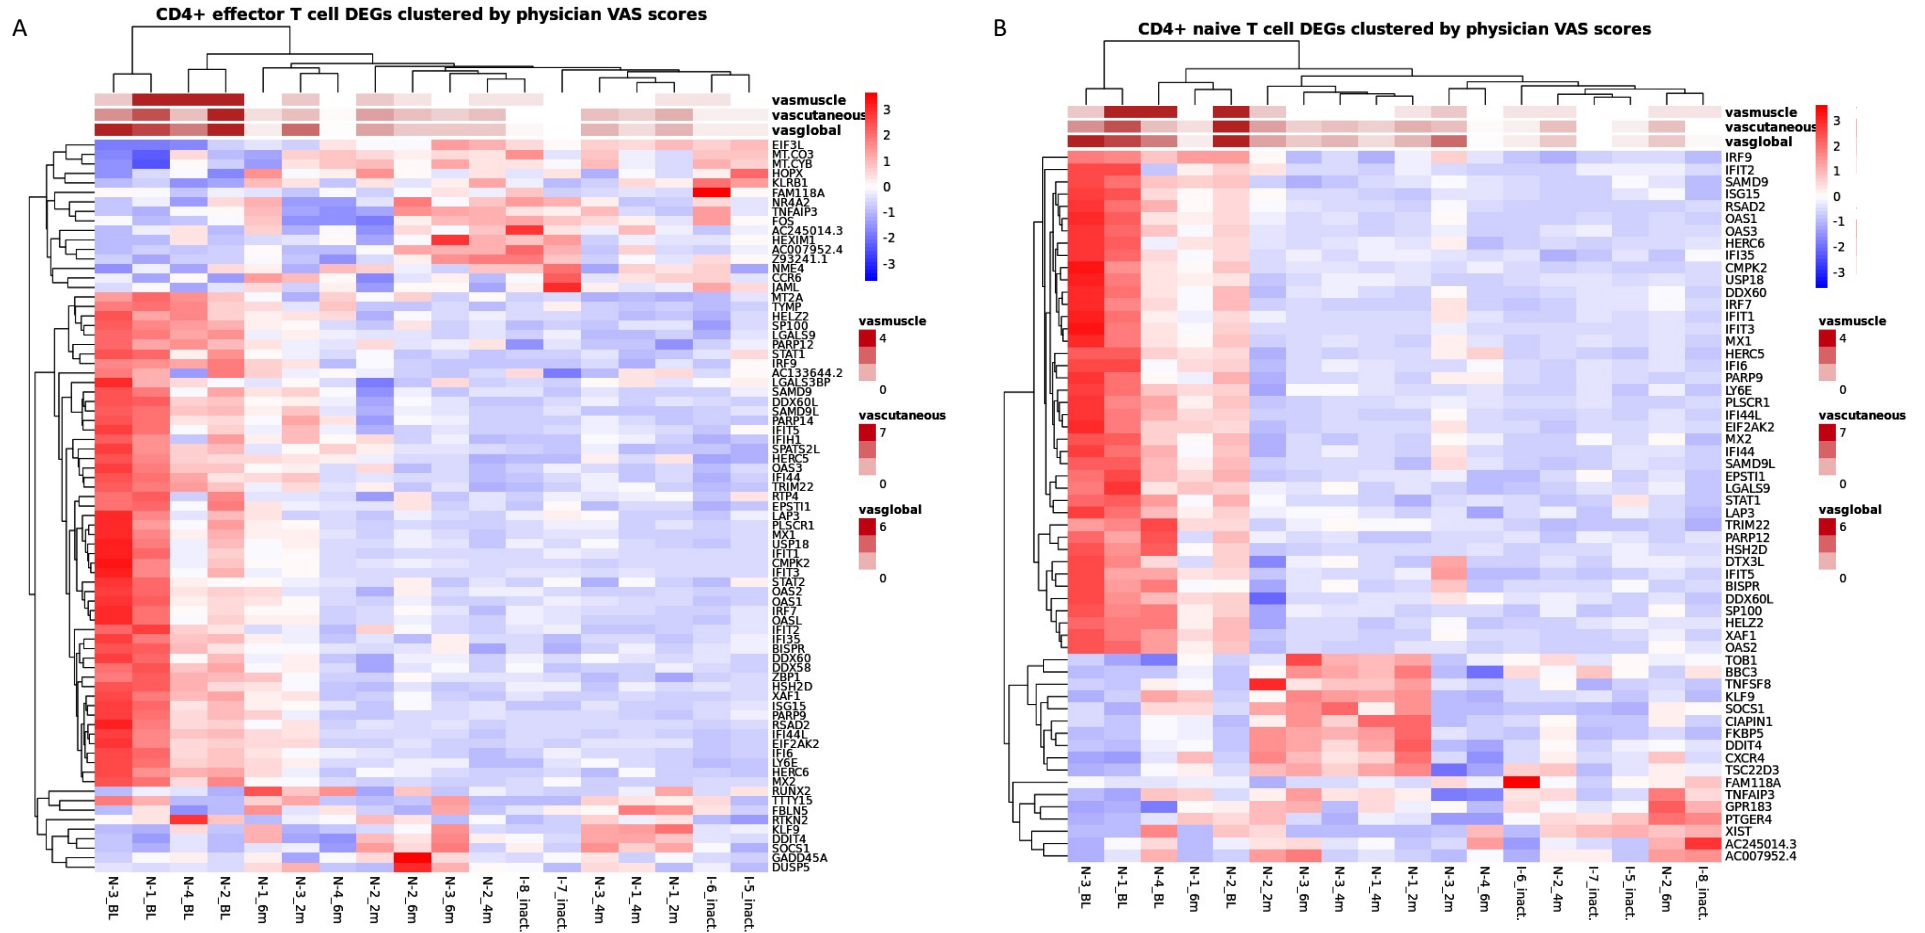 A
CD4+ effector T cell DEGs clustered by physician VAS scores
vasmuscle
vascutaneous
vasglobal
EIF3L
MT.CO3
MT.CYB
HOPX
KLRB1
FAM118A
NR4A2
TNFAIP3
FOS
AC245014.3
HEXIM1
AC007952.4
Z93241.1
NME4
CCR6
JAML
MT2A
TYMP
HELZ2
SP100
LGALS9
PARP12
STAT1
IRF9
AC133644.2
LGALS3BP
SAMD9
DDX60L
SAMD9L
PARP14
IFIT5
IFIH1
SPATS2L
HERC5
OAS3
IFI44
TRIM22
RTP4
EPSTI1
LAP3
PLSCR1
MX1
USP18
IFIT1
CMPK2
IFIT3
STAT2
OAS2
OAS1
IRF7
OASL
IFIT2
IFI35
BISPR
DDX60
DDX58
ZBP1
HSH2D
XAF1
ISG15
PARP9
RSAD2
IFI44L
EIF2AK2
IFI6
LY6E
HERC6
MX2
RUNX2
TTTY15
FBLN5
RTKN2
KLF9
DDIT4
SOCS1
GADD45A
DUSP5
N-3_BL
N-1_BL
N-4_BL
N-2_BL
N-1_6m
N-3_2m
N-4_6m
N-2_2m
N-2_6m
N-3_6m
N-2_4m
I-8_inact.
I-7_inact.
N-3_4m
N-1_4m
N-1_2m
I-6_inact.
I-5_inact.
3
2
1
0
-1
-2
-3
vasmuscle
4
0
vascutaneous
7
0
vasglobal
6
0
B
CD4+ naive T cell DEGs clustered by physician VAS scores
vasmuscle
vascutaneous
vasglobal
IRF9
IFIT2
SAMD9
ISG15
RSAD2
OAS1
OAS3
HERC6
IFI35
CMPK2
USP18
DDX60
IRF7
IFIT1
IFIT3
MX1
HERC5
IFI6
PARP9
LY6E
PLSCR1
IFI44L
EIF2AK2
MX2
IFI44
SAMD9L
EPSTI1
LGALS9
STAT1
LAP3
TRIM22
PARP12
HSH2D
DTX3L
IFIT5
BISPR
DDX60L
SP100
HELZ2
XAF1
OAS2
TOB1
BBC3
TNFSF8
KLF9
SOCS1
CIAPIN1
FKBP5
DDIT4
CXCR4
TSC22D3
FAM118A
TNFAIP3
GPR183
PTGER4
XIST
AC245014.3
AC007952.4
N-3_BL
N-1_BL
N-4_BL
N-1_6m
N-2_BL
N-2_2m
N-3_6m
N-3_4m
N-1_4m
N-1_2m
N-3_2m
N-4_6m
I-6_inact.
N-2_4m
I-7_inact.
I-5_inact.
N-2_6m
I-8_inact.
3
2
1
0
-1
-2
-3
vasmuscle
4
0
vascutaneous
7
0
vasglobal
6
0